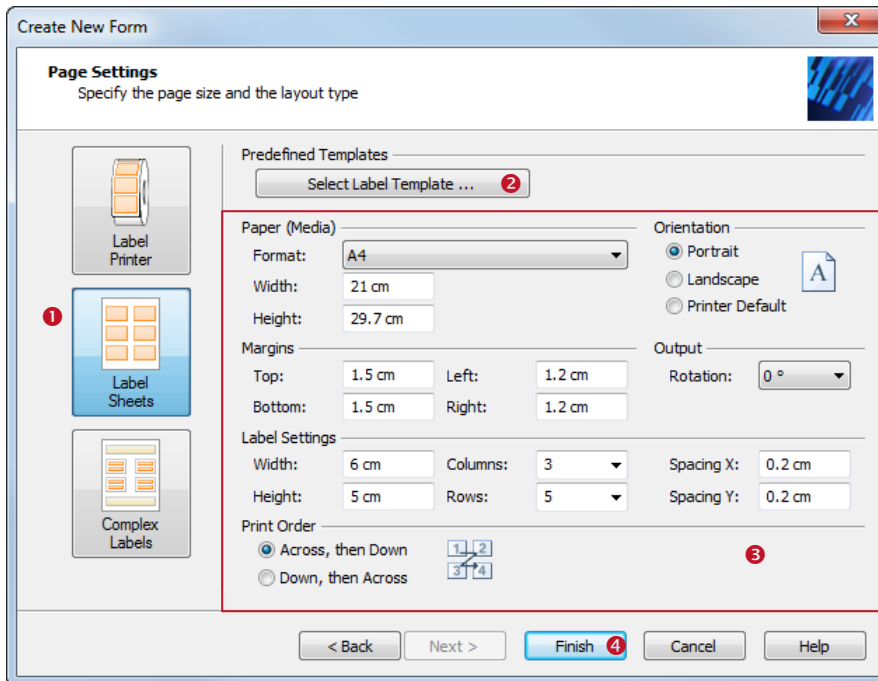 Create New Form
X
Page Settings
Specify the page size and the layout type
Label
Printer
1
Label
Sheets
Complex
Labels
Predefined Templates
Select Label Template ... 2
Paper (Media)
Format: A4
Width: 21 cm
Height: 29.7 cm
Orientation
Portrait
Landscape
Printer Default
A
Margins
Top: 1.5 cm Left: 1.2 cm
Bottom: 1.5 cm Right: 1.2 cm
Output
Rotation: 0 °
Label Settings
Width: 6 cm Columns: 3 Spacing X: 0.2 cm
Height: 5 cm Rows: 5 Spacing Y: 0.2 cm
Print Order
Across, then Down
Down, then Across
1 2
3 4
3
< Back Next > Finish 4 Cancel Help